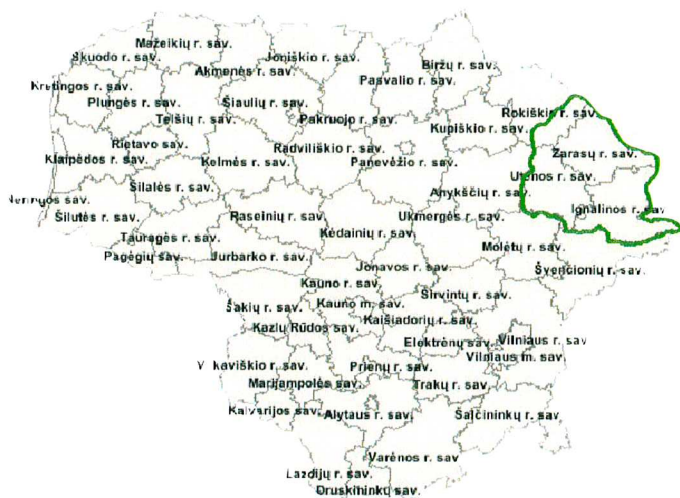 Mažeikių r. sav.
Skuodo r. sav.
Joniškio r. sav.
Biržų r. sav.
Akmenės r. sav.
Pasvalio r. sav.
Kretingos r. sav.
Plungės r. sav.
Šiaulių r. sav.
Rokiškio r. sav.
Telšių r. sav.
Pakruojo r. sav.
Kupiškio r. sav.
Rietavo sav.
Radviliškio r. sav.
Zarasų r. sav.
Klaipėdos r. sav.
Kelmės r. sav.
Panevėžio r. sav.
Utenos r. sav.
Šilalės r. sav.
Anykščių r. sav.
Neringos sav.
Šilutės r. sav.
Raseinių r. sav.
Ukmergės r. sav.
Ignalinos r. sav
Tauragės r. sav.
Kėdainių r. sav.
Molėtų r. sav.
Pagėgių sav.
Jurbarko r. sav.
Jonavos r. sav.
Švenčionių r. sav.
Kauno r. sav.
Širvintų r. sav.
Šakių r. sav.
Kauno m. sav.
Kaišiadorių r. sav.
Kazlų Rūdos sav.
Elektrėnų sav.
Vilniaus r. sav
Vilniaus m. sav.
V kaviškio r. sav.
Prienų r. sav.
Marijampolės sav.
Trakų r. sav.
Kalvarijos sav.
Alytaus r. sav.
Šalčininkų r. sav.
Varėnos r. sav
Lazdijų r. sav.
Druskininkų sav.